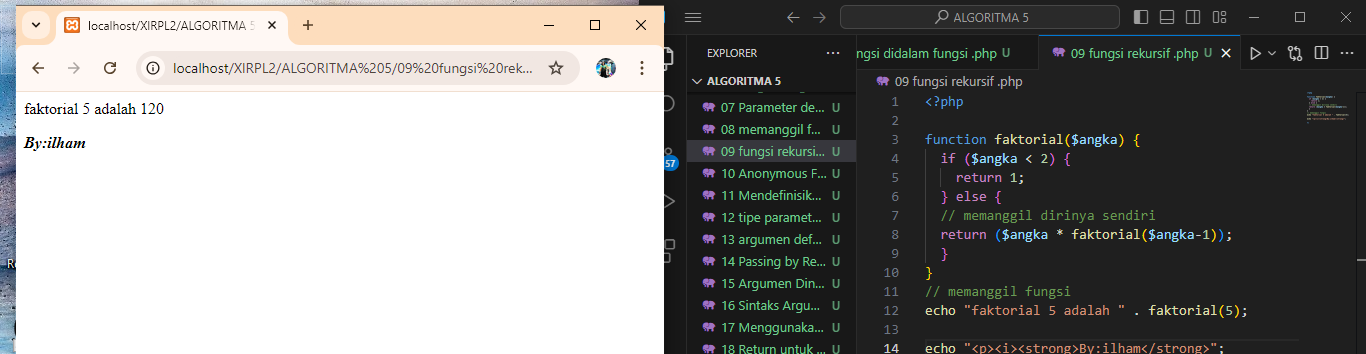 localhost/XIRPL2/ALGORITMA 5
localhost/XIRPL2/ALGORITMA%205/09%20fungsi%20rek...
faktorial 5 adalah 120
By:ilham
ALGORITMA 5
EXPLORER
ngsi didalam fungsi .php U
09 fungsi rekursif .php U
ALGORITMA 5
09 fungsi rekursif .php
57
07 Parameter de... U
08 memanggil f... U
09 fungsi rekursi... U
10 Anonymous F... U
11 Mendefinisik... U
12 tipe paramet... U
13 argumen def... U
14 Passing by Re... U
15 Argumen Din... U
16 Sintaks Argu... U
17 Menggunaka... U
18 Return untuk ... U
1 <?php
2
3 function faktorial($angka) {
4 if ($angka < 2) {
5 return 1;
6 } else {
7 // memanggil dirinya sendiri
8 return ($angka * faktorial($angka-1));
9 }
10 }
11 // memanggil fungsi
12 echo "faktorial 5 adalah " . faktorial(5);
13
14 echo "<p><i><strong>By:ilham</strong>";